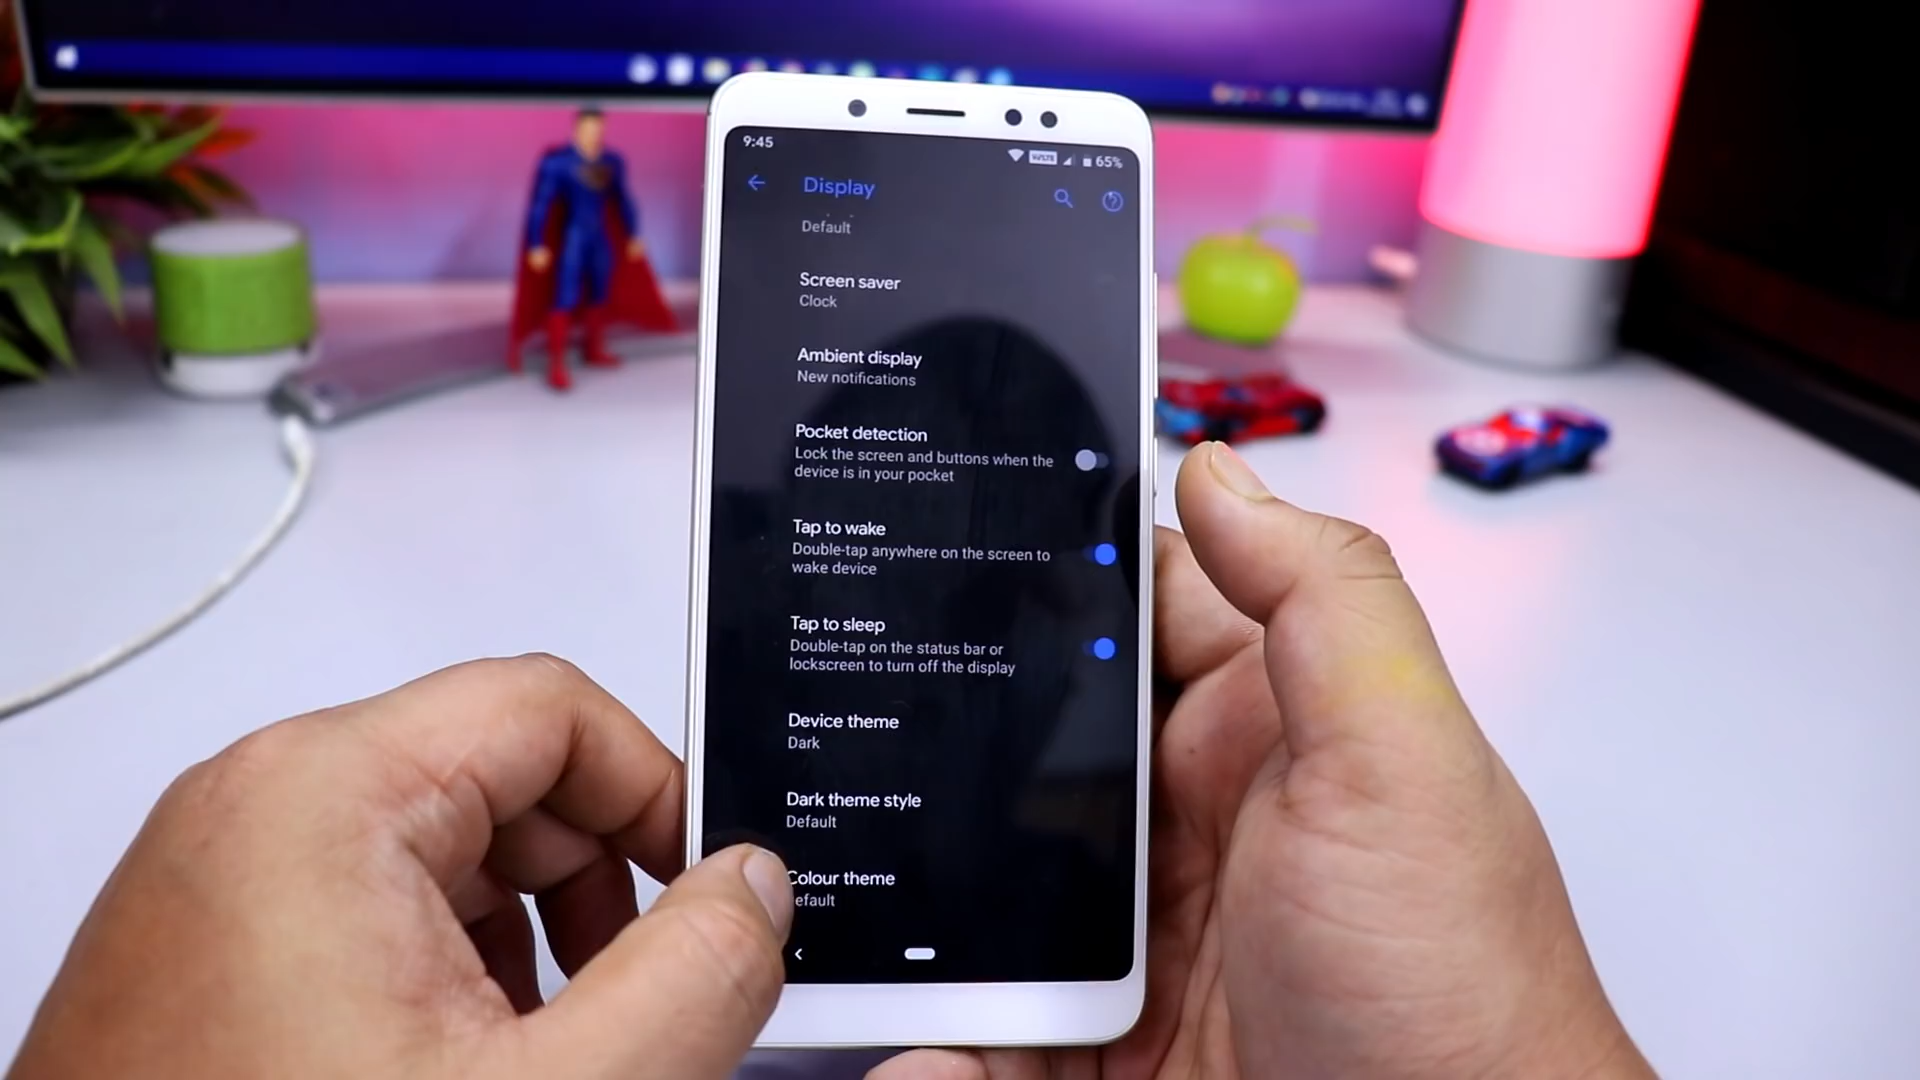 9:45
VoLTE 65%
Display
Default
Screen saver
Clock
Ambient display
New notifications
Pocket detection
Lock the screen and buttons when the
device is in your pocket
Tap to wake
Double-tap anywhere on the screen to
wake device
Tap to sleep
Double-tap on the status bar or
lockscreen to turn off the display
Device theme
Dark
Dark theme style
Default
Colour theme
efault